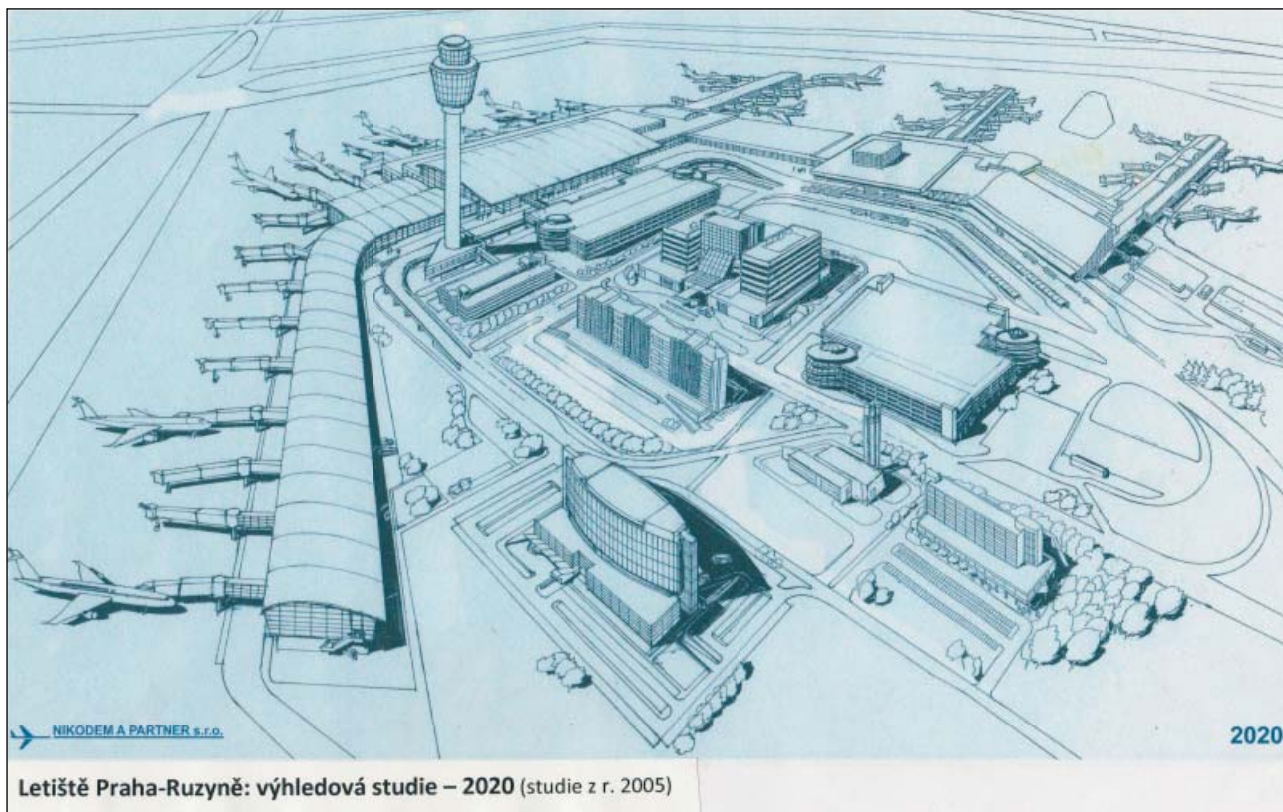 NIKODEM A PARTNER s.r.o.
2020
Letiště Praha-Ruzyně: výhledová studie – 2020 (studie z r. 2005)